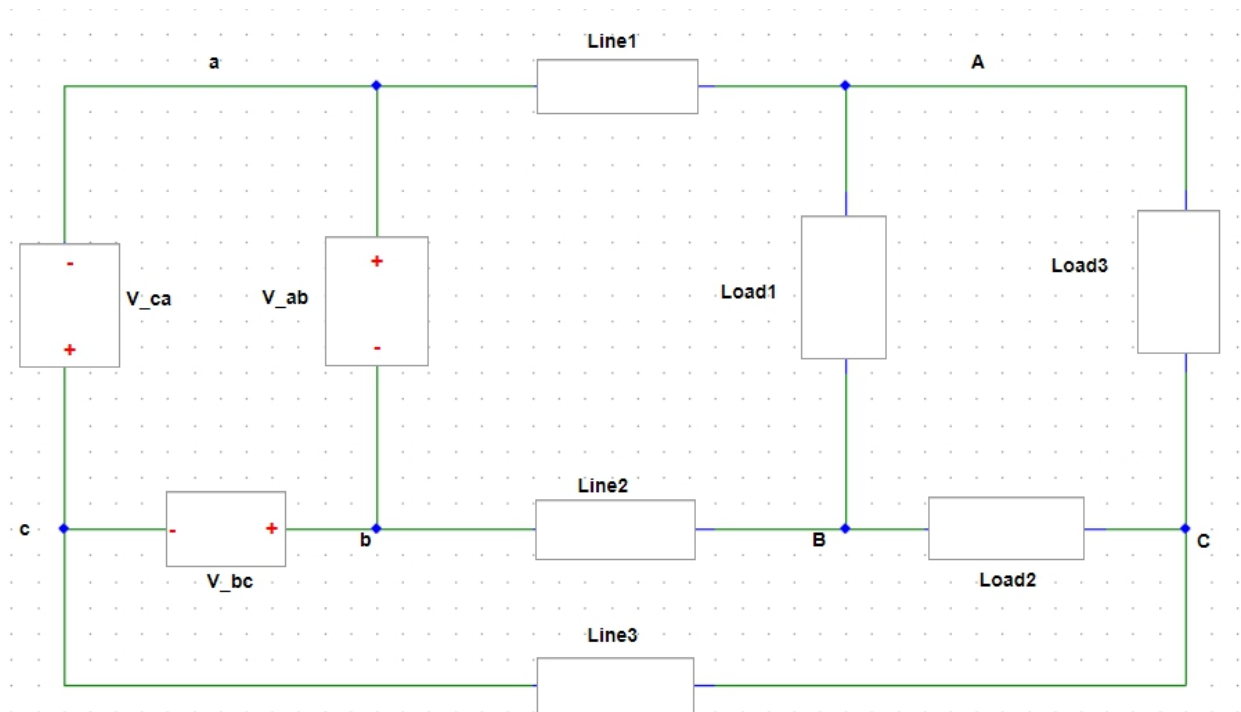 Line1
a
A
-
+
V_ca
V_ab
+
-
Load1
Load3
Line2
c
-
+
b
B
C
V_bc
Load2
Line3